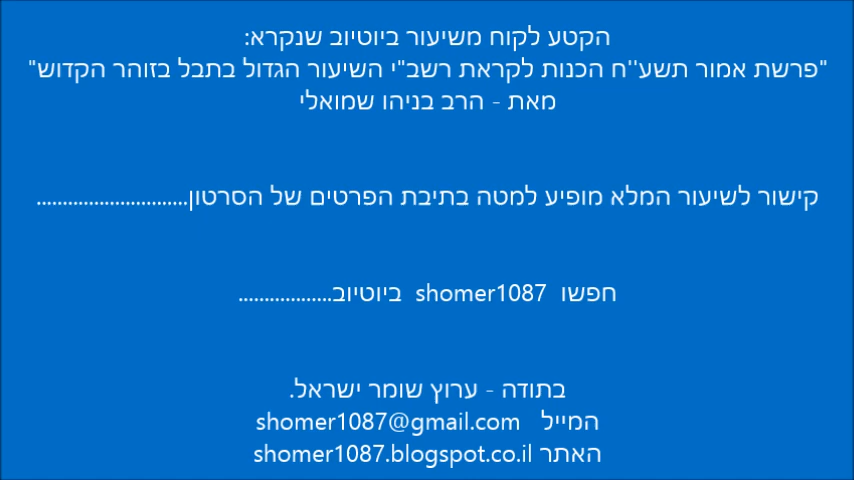 הקטע לקוח משיעור ביוטיוב שנקרא:
"פרשת אמור תשע''ח הכנות לקראת רשב"י השיעור הגדול בתבל בזוהר הקדוש"
מאת - הרב בניהו שמואלי
קישור לשיעור המלא מופיע למטה בתיבת הפרטים של הסרטון.............................
חפשו shomer1087 ביוטיוב..................
בתודה - ערוץ שומר ישראל.
המייל shomer1087@gmail.com
האתר shomer1087.blogspot.co.il